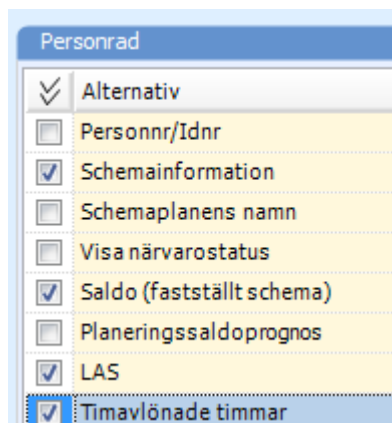 Personrad
Alternativ
Personnr/Idnr
Schemainformation
Schemaplanens namn
Visa närvarostatus
Saldo (fastställt schema)
Planeringssaldoprognos
LAS
Timavlönade timmar